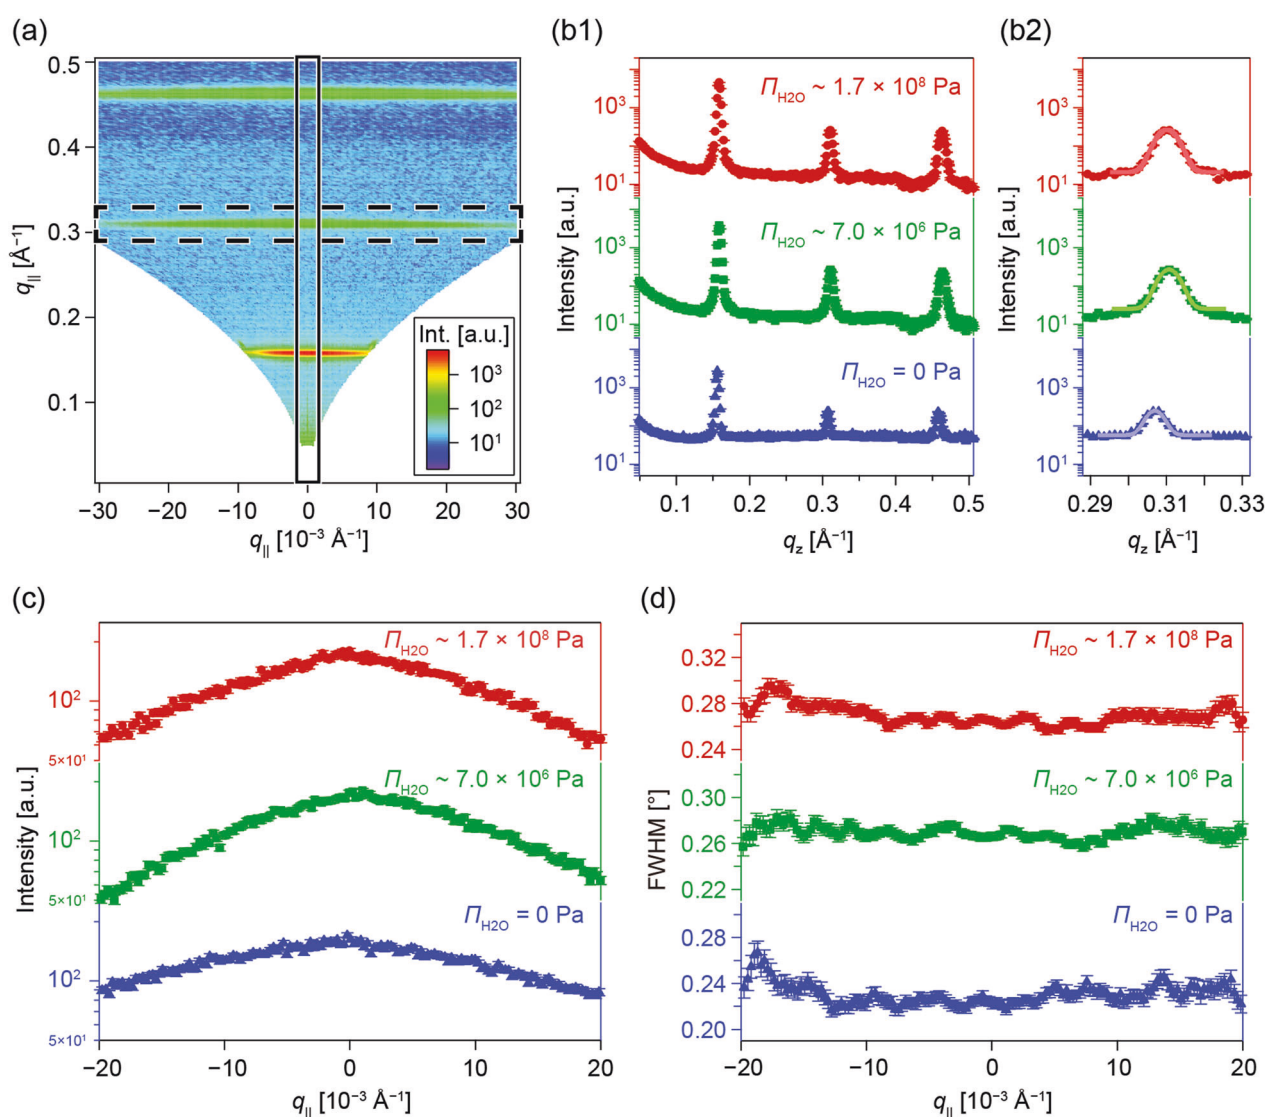 (a)
0.5
0.4
0.3
0.2
0.1
q|| [Å⁻¹]
Int. [a.u.]
10³
10²
10¹
−30 −20 −10 0 10 20 30
q|| [10⁻³ Å⁻¹]
(b1)
Π_H2O ~ 1.7 × 10⁸ Pa
10³
10¹
Π_H2O ~ 7.0 × 10⁶ Pa
10³
10¹
Π_H2O = 0 Pa
10³
10¹
Intensity [a.u.]
0.1 0.2 0.3 0.4 0.5
q_z [Å⁻¹]
(b2)
10³
10¹
10³
10¹
10³
10¹
Intensity [a.u.]
0.29 0.31 0.33
q_z [Å⁻¹]
(c)
Π_H2O ~ 1.7 × 10⁸ Pa
10²
5×10¹
Π_H2O ~ 7.0 × 10⁶ Pa
10²
5×10¹
Π_H2O = 0 Pa
10²
5×10¹
Intensity [a.u.]
−20 −10 0 10 20
q|| [10⁻³ Å⁻¹]
(d)
Π_H2O ~ 1.7 × 10⁸ Pa
0.32
0.28
0.24
Π_H2O ~ 7.0 × 10⁶ Pa
0.30
0.26
0.22
Π_H2O = 0 Pa
0.28
0.24
0.20
FWHM [°]
−20 −10 0 10 20
q|| [10⁻³ Å⁻¹]